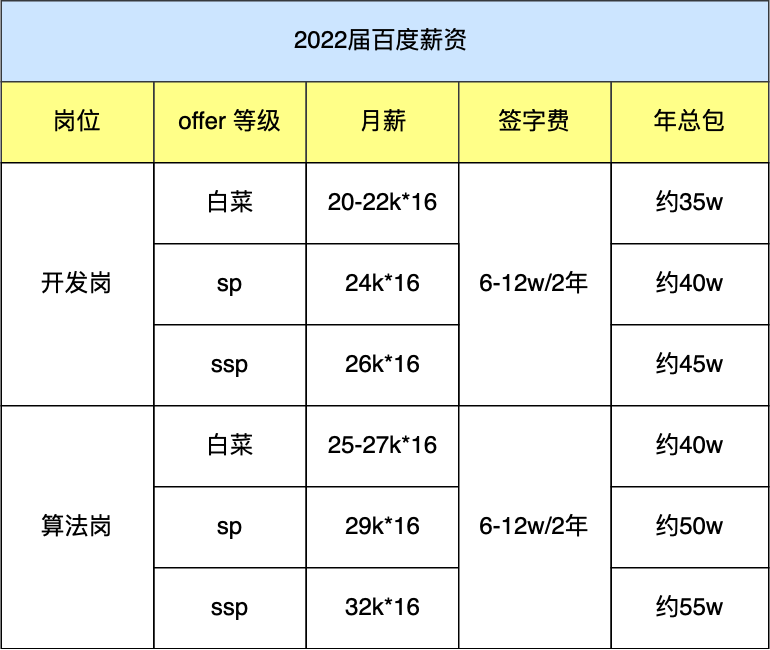 2022届百度薪资
岗位 offer 等级 月薪 签字费 年总包
开发岗 白菜 20-22k*16 6-12w/2年 约35w
sp 24k*16 约40w
ssp 26k*16 约45w
算法岗 白菜 25-27k*16 6-12w/2年 约40w
sp 29k*16 约50w
ssp 32k*16 约55w